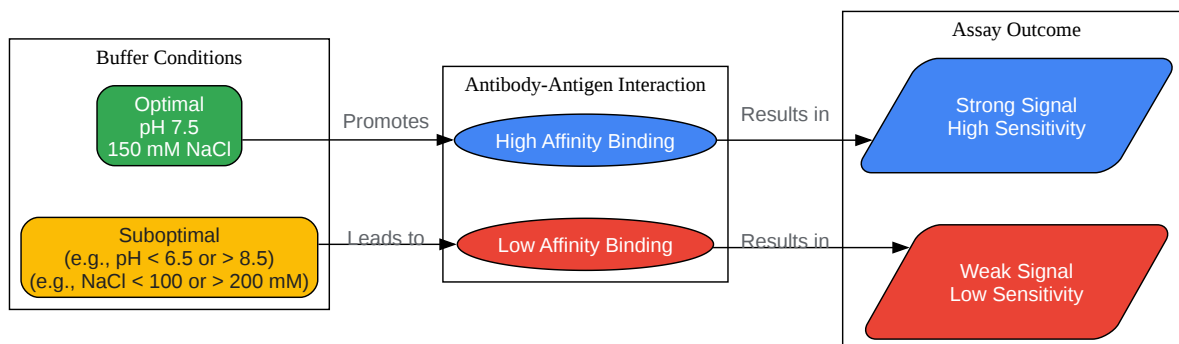 Buffer Conditions
Optimal
pH 7.5
150 mM NaCl
Suboptimal
(e.g., pH < 6.5 or > 8.5)
(e.g., NaCl < 100 or > 200 mM)
Promotes
Leads to
Antibody-Antigen Interaction
High Affinity Binding
Low Affinity Binding
Results in
Results in
Assay Outcome
Strong Signal
High Sensitivity
Weak Signal
Low Sensitivity